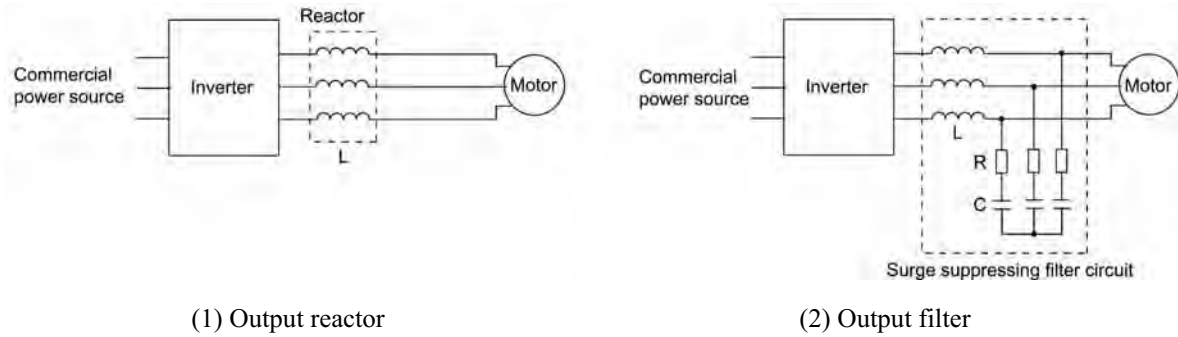 Reactor
Commercial
power source
Inverter
Motor
L
(1) Output reactor
Commercial
power source
Inverter
Motor
L
R
C
Surge suppressing filter circuit
(2) Output filter